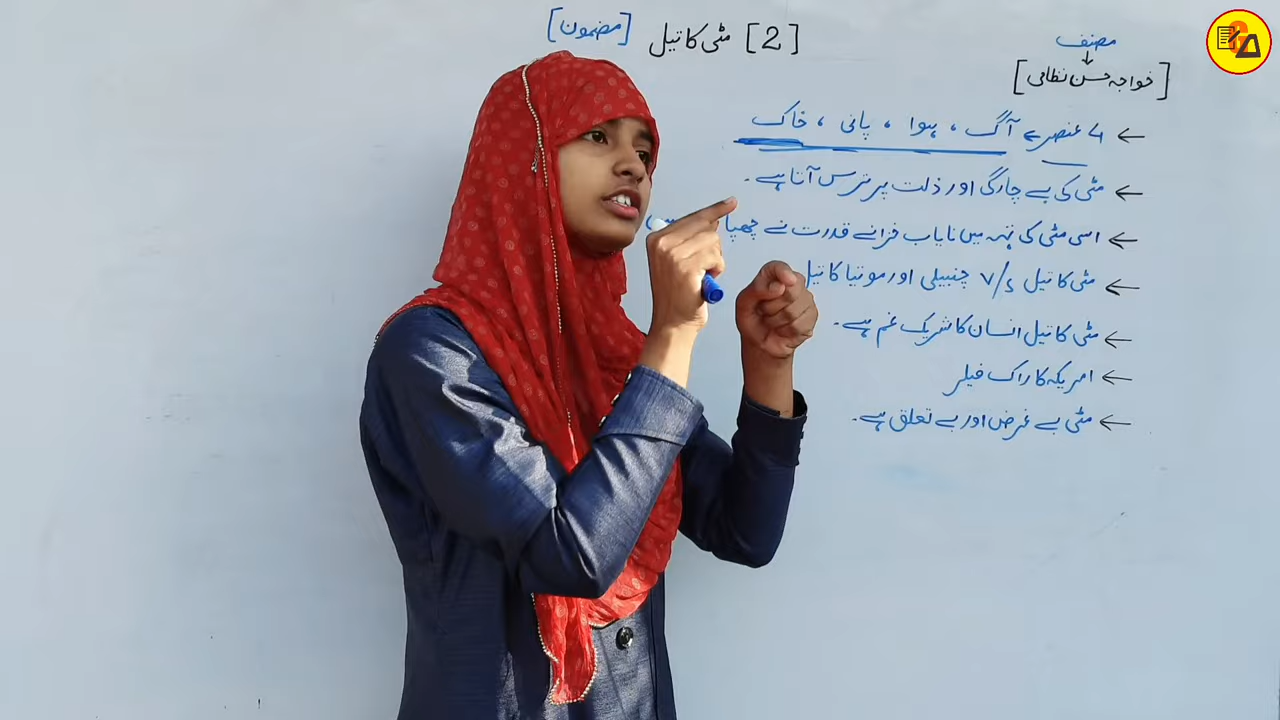 [2] مٹی کا تیل [مضمون]
مصنف
↓
[خواجہ حسن نظامی]
← ۴ عنصر ← آگ ، ہوا ، پانی ، خاک
← مٹی کی بے چارگی اور ذلت پر ترس آتا ہے۔
← اسی مٹی کی تہہ میں نایاب خزانے قدرت نے چھپا
← مٹی کا تیل v/s چنبیلی اور موتیا کا تیل
← مٹی کا تیل انسان کا شریک غم ہے۔
← امریکہ کا راک فیلر
← مٹی بے غرض اور بے تعلق ہے۔